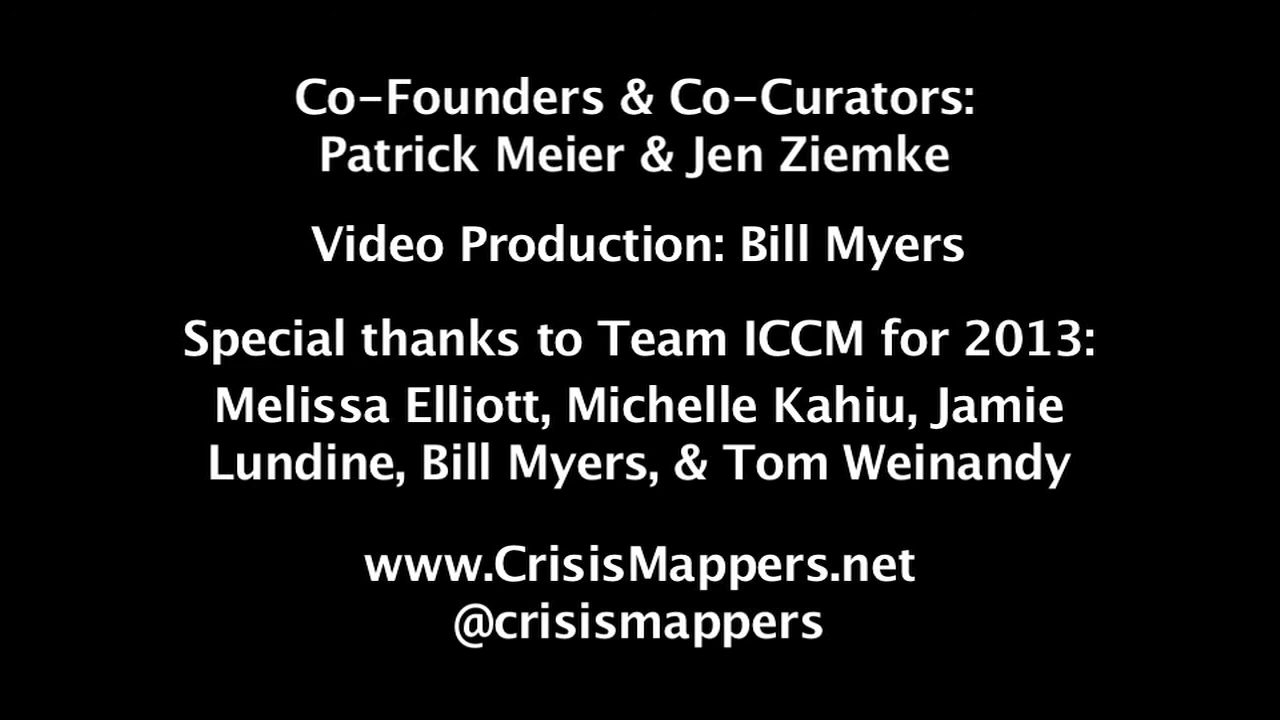 Co-Founders & Co-Curators:
Patrick Meier & Jen Ziemke
Video Production: Bill Myers
Special thanks to Team ICCM for 2013:
Melissa Elliott, Michelle Kahiu, Jamie
Lundine, Bill Myers, & Tom Weinandy
www.CrisisMappers.net
@crisismappers